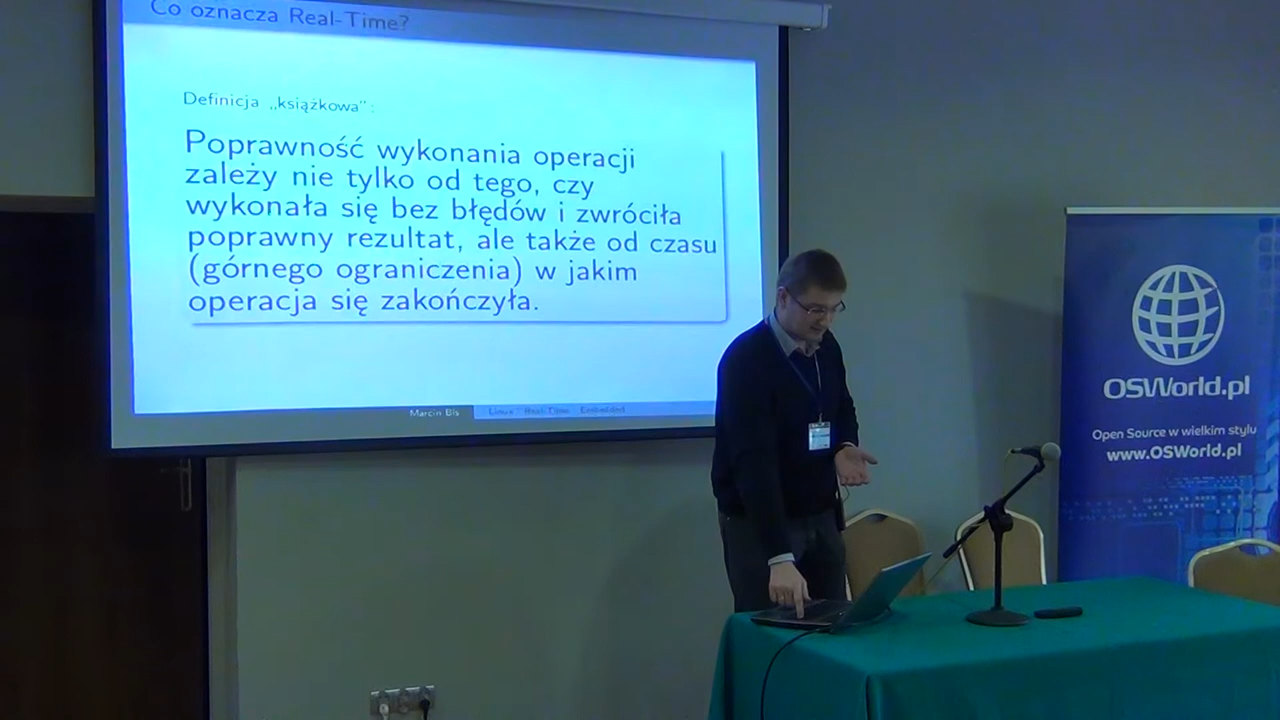 Co oznacza Real-Time?
Definicja „książkowa”:
Poprawność wykonania operacji
zależy nie tylko od tego, czy
wykonała się bez błędów i zwróciła
poprawny rezultat, ale także od czasu
(górnego ograniczenia) w jakim
operacja się zakończyła.
Marcin Bis
Linux Real-Time Embedded
OSWorld.pl
Open Source w wielkim stylu
www.OSWorld.pl